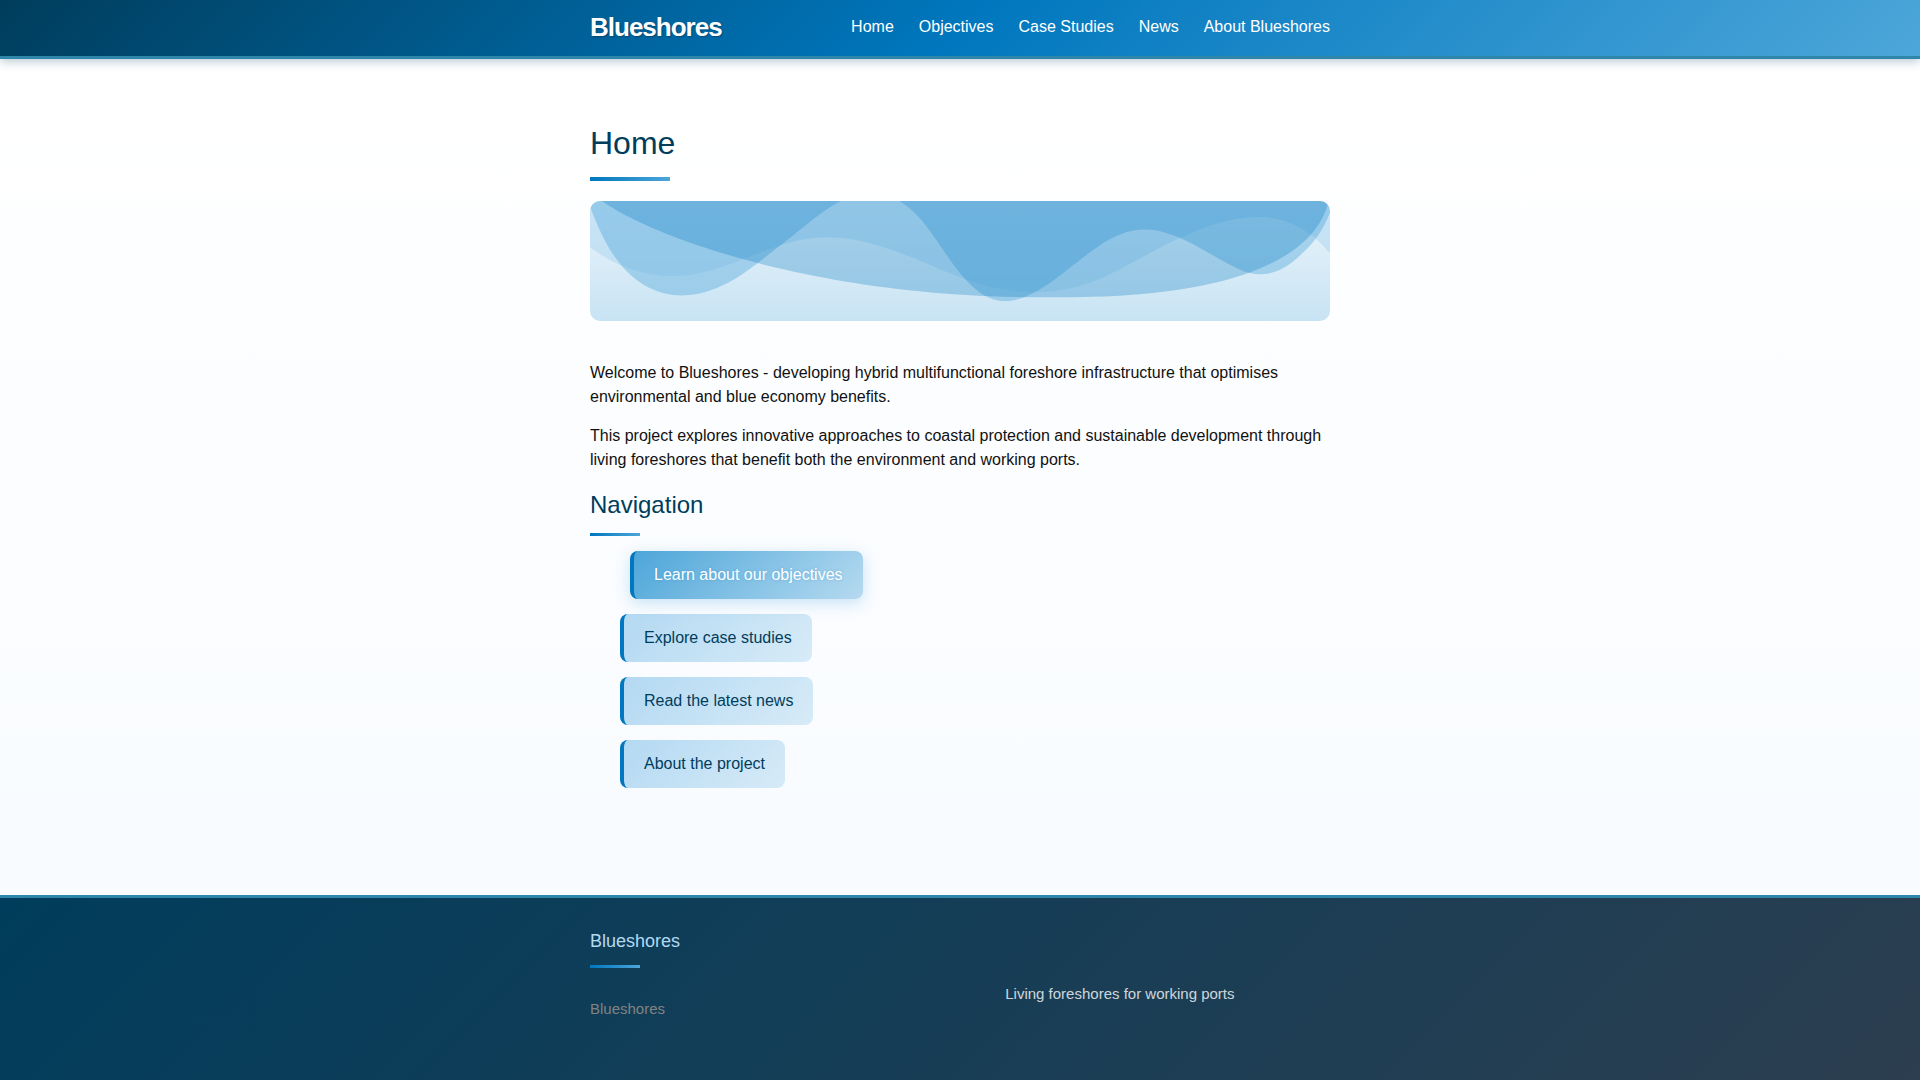 Blueshores
Home
Objectives
Case Studies
News
About Blueshores
Home
Welcome to Blueshores - developing hybrid multifunctional foreshore infrastructure that optimises
environmental and blue economy benefits.
This project explores innovative approaches to coastal protection and sustainable development through
living foreshores that benefit both the environment and working ports.
Navigation
Learn about our objectives
Explore case studies
Read the latest news
About the project
Blueshores
Blueshores
Living foreshores for working ports